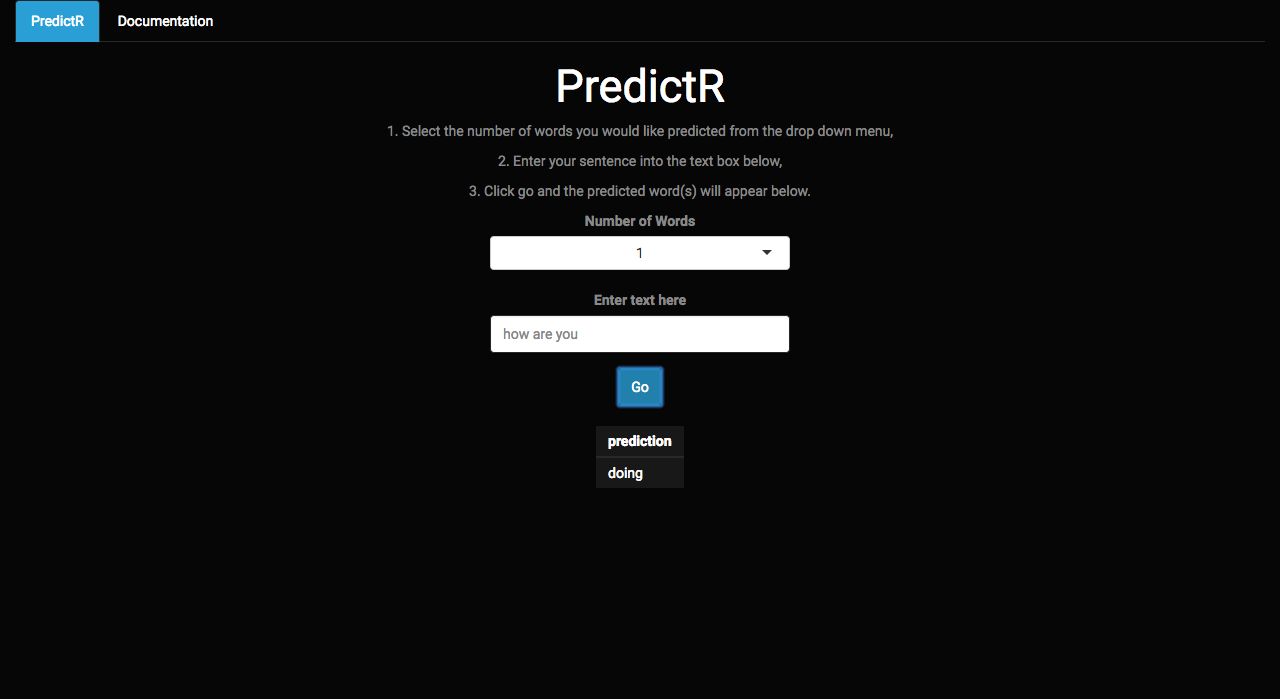 PredictR Documentation
PredictR
1. Select the number of words you would like predicted from the drop down menu,
2. Enter your sentence into the text box below,
3. Click go and the predicted word(s) will appear below.
Number of Words
1
Enter text here
how are you
Go
prediction
doing